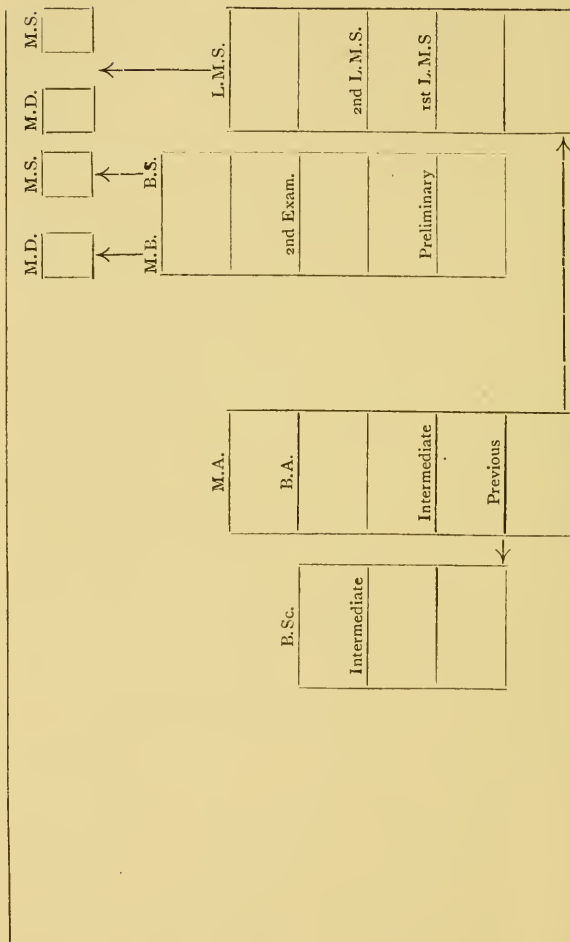 M.D. M.S. M.D. M.S.
M.B. B.S.
M.A. L.M.S.
B.Sc. B.A. 2nd Exam.
Intermediate 2nd L.M.S.
Intermediate Preliminary 1st L.M.S
Previous